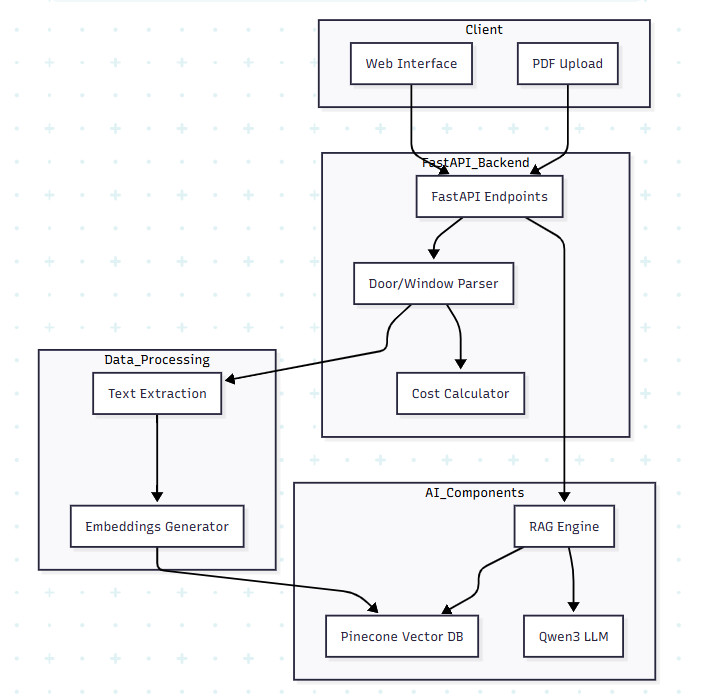 Client
Web Interface
PDF Upload
FastAPI_Backend
FastAPI Endpoints
Door/Window Parser
Data_Processing
Text Extraction
Cost Calculator
AI_Components
Embeddings Generator
RAG Engine
Pinecone Vector DB
Qwen3 LLM